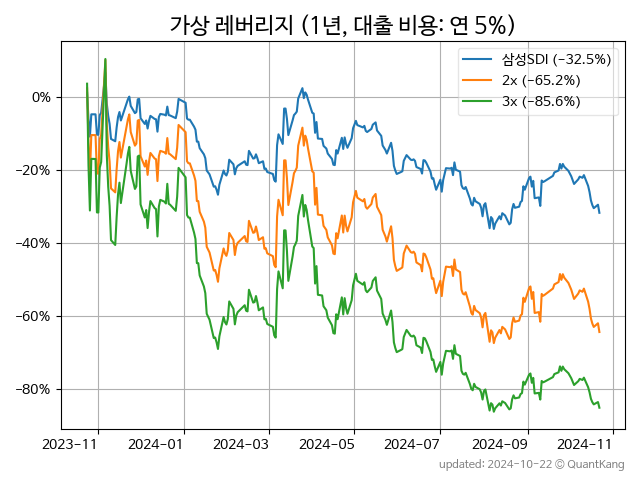 가상 레버리지 (1년, 대출 비용: 연 5%)
삼성SDI (−32.5%)
2x (−65.2%)
3x (−85.6%)
0%
−20%
−40%
−60%
−80%
2023−11 2024−01 2024−03 2024−05 2024−07 2024−09 2024−11
updated: 2024-10-22 © QuantKang